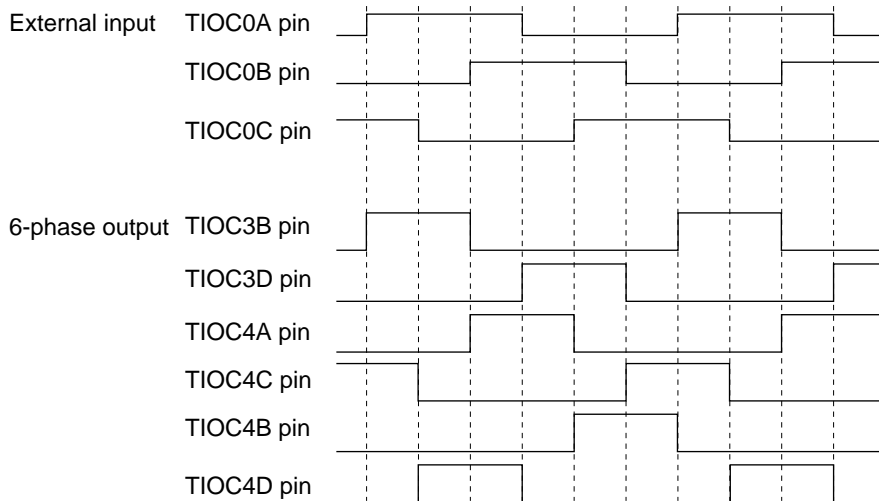 External input TIOC0A pin
TIOC0B pin
TIOC0C pin
6-phase output TIOC3B pin
TIOC3D pin
TIOC4A pin
TIOC4C pin
TIOC4B pin
TIOC4D pin